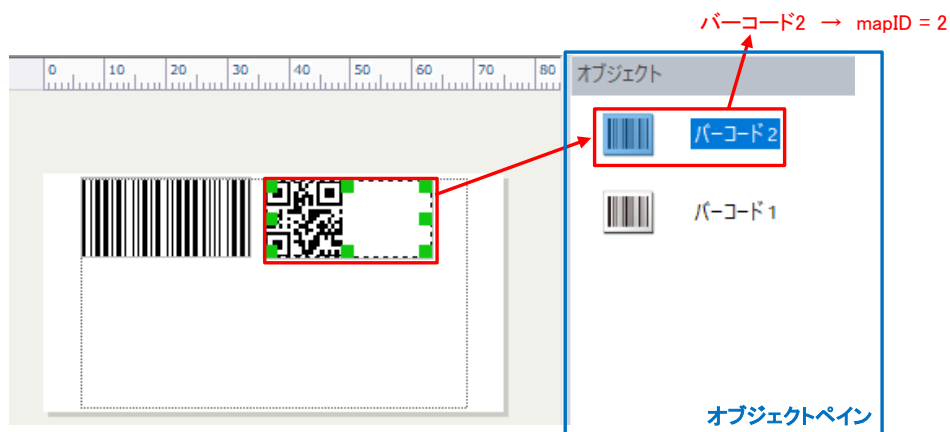 バーコード2 → mapID = 2
0 10 20 30 40 50 60 70 80
オブジェクト
バーコード 2
バーコード 1
オブジェクトペイン